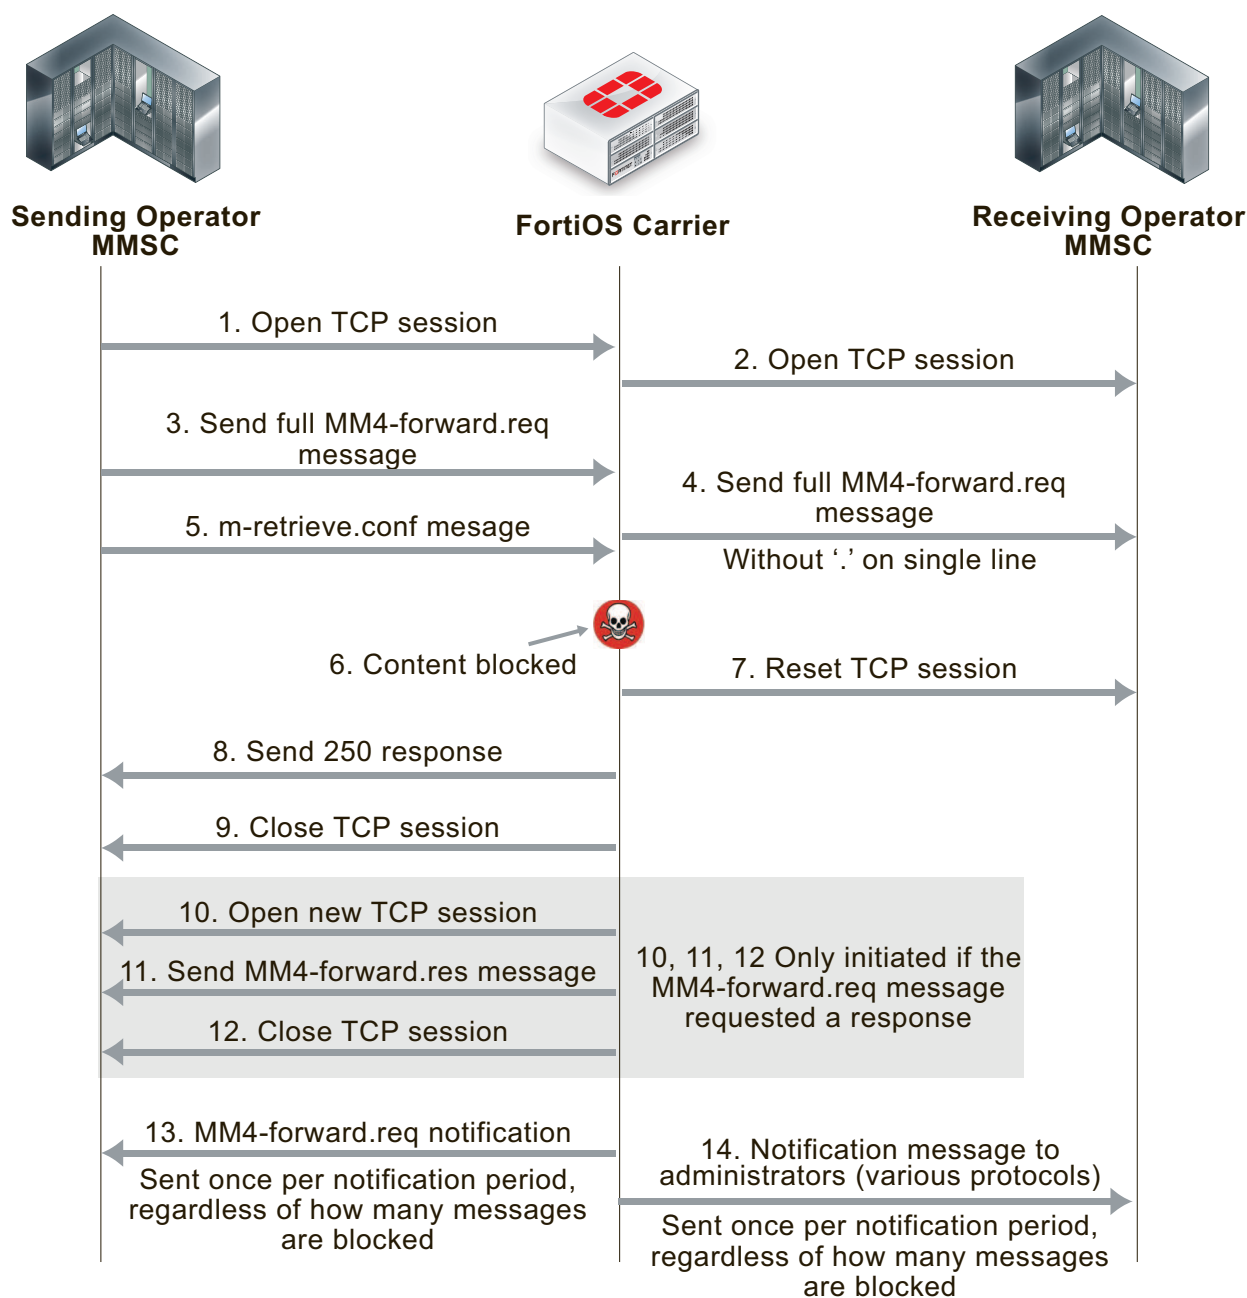 Sending Operator
MMSC
FortiOS Carrier
Receiving Operator
MMSC
1. Open TCP session
2. Open TCP session
3. Send full MM4-forward.req
message
4. Send full MM4-forward.req
message
Without ‘.’ on single line
5. m-retrieve.conf mesage
6. Content blocked
7. Reset TCP session
8. Send 250 response
9. Close TCP session
10. Open new TCP session
11. Send MM4-forward.res message
12. Close TCP session
10, 11, 12 Only initiated if the
MM4-forward.req message
requested a response
13. MM4-forward.req notification
Sent once per notification period,
regardless of how many messages
are blocked
14. Notification message to
administrators (various protocols)
Sent once per notification period,
regardless of how many messages
are blocked